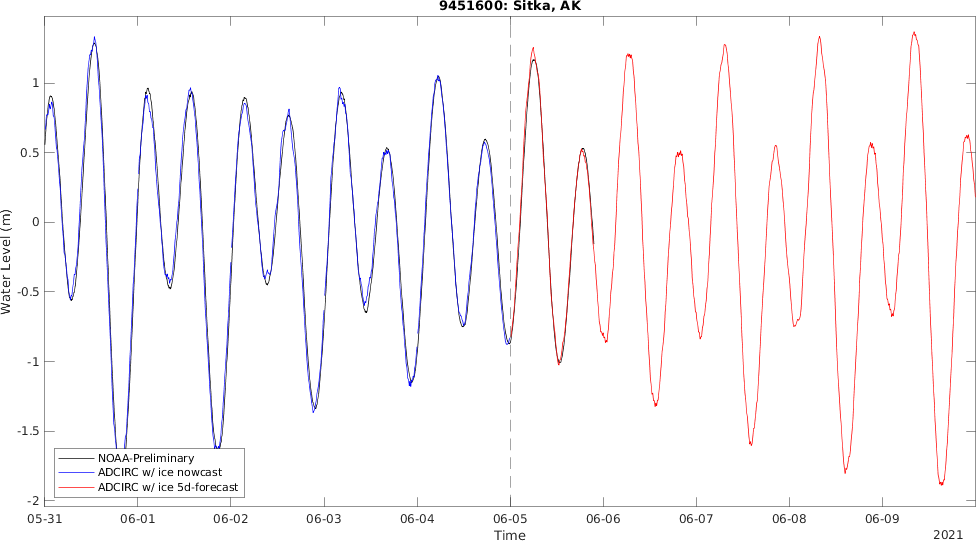 9451600: Sitka, AK
1
0.5
0
-0.5
-1
-1.5
-2
Water Level (m)
NOAA-Preliminary
ADCIRC w/ ice nowcast
ADCIRC w/ ice 5d-forecast
05-31 06-01 06-02 06-03 06-04 06-05 06-06 06-07 06-08 06-09
Time
2021